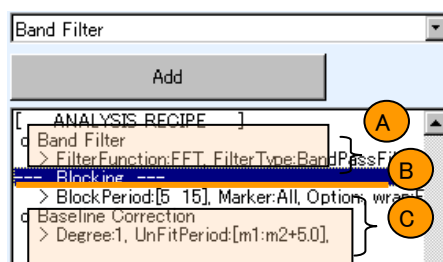 Band Filter
Add
[ ANALYSIS RECIPE ]
A
Band Filter
> FilterFunction:FFT, FilterType:BandPassFi
B
--- Blocking ---
> BlockPeriod:[5 15], Marker:All, Option: wrap:F
C
Baseline Correction
> Degree:1, UnFitPeriod:[m1:m2+5.0],